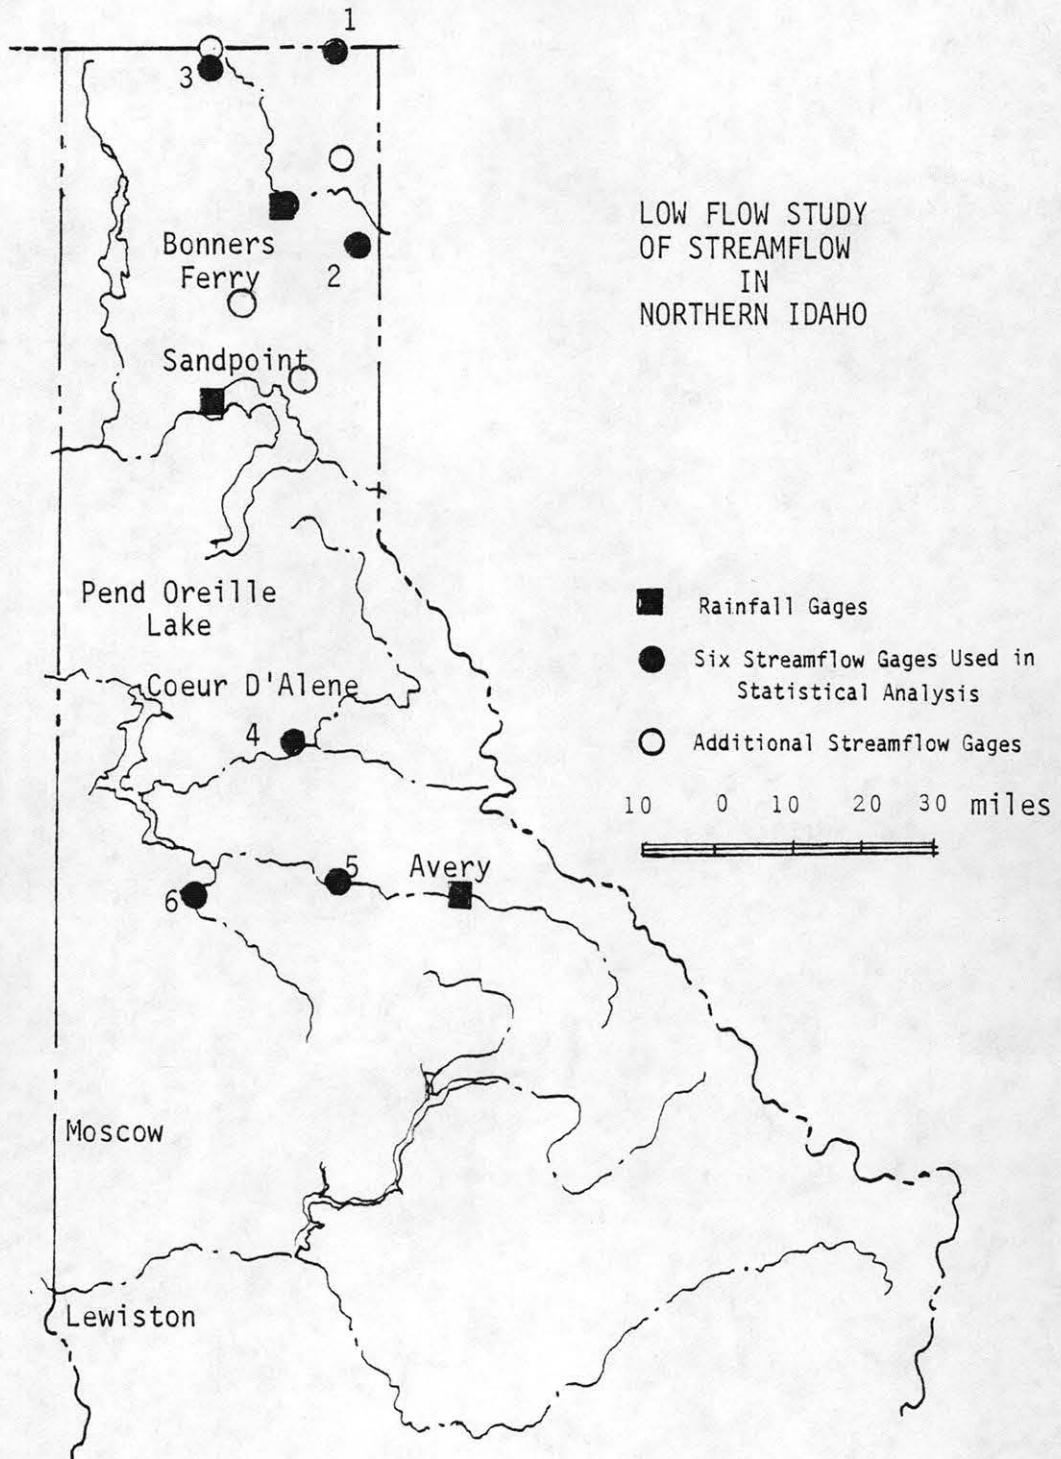 1
3
LOW FLOW STUDY
OF STREAMFLOW
IN
NORTHERN IDAHO
Bonners
Ferry
2
Sandpoint
Pend Oreille
Lake
Rainfall Gages
Six Streamflow Gages Used in
Statistical Analysis
Coeur D'Alene
4
Additional Streamflow Gages
10 0 10 20 30 miles
5
Avery
6
Moscow
Lewiston